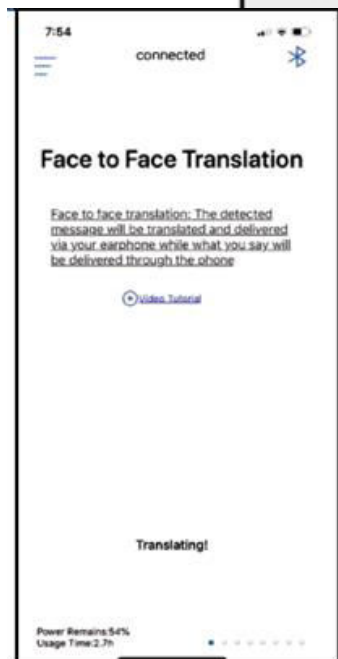 7:54
connected
Face to Face Translation
Face to face translation: The detected
message will be translated and delivered
via your earphone while what you say will
be delivered through the phone
Video Tutorial
Translating!
Power Remains:54%
Usage Time:2.7h